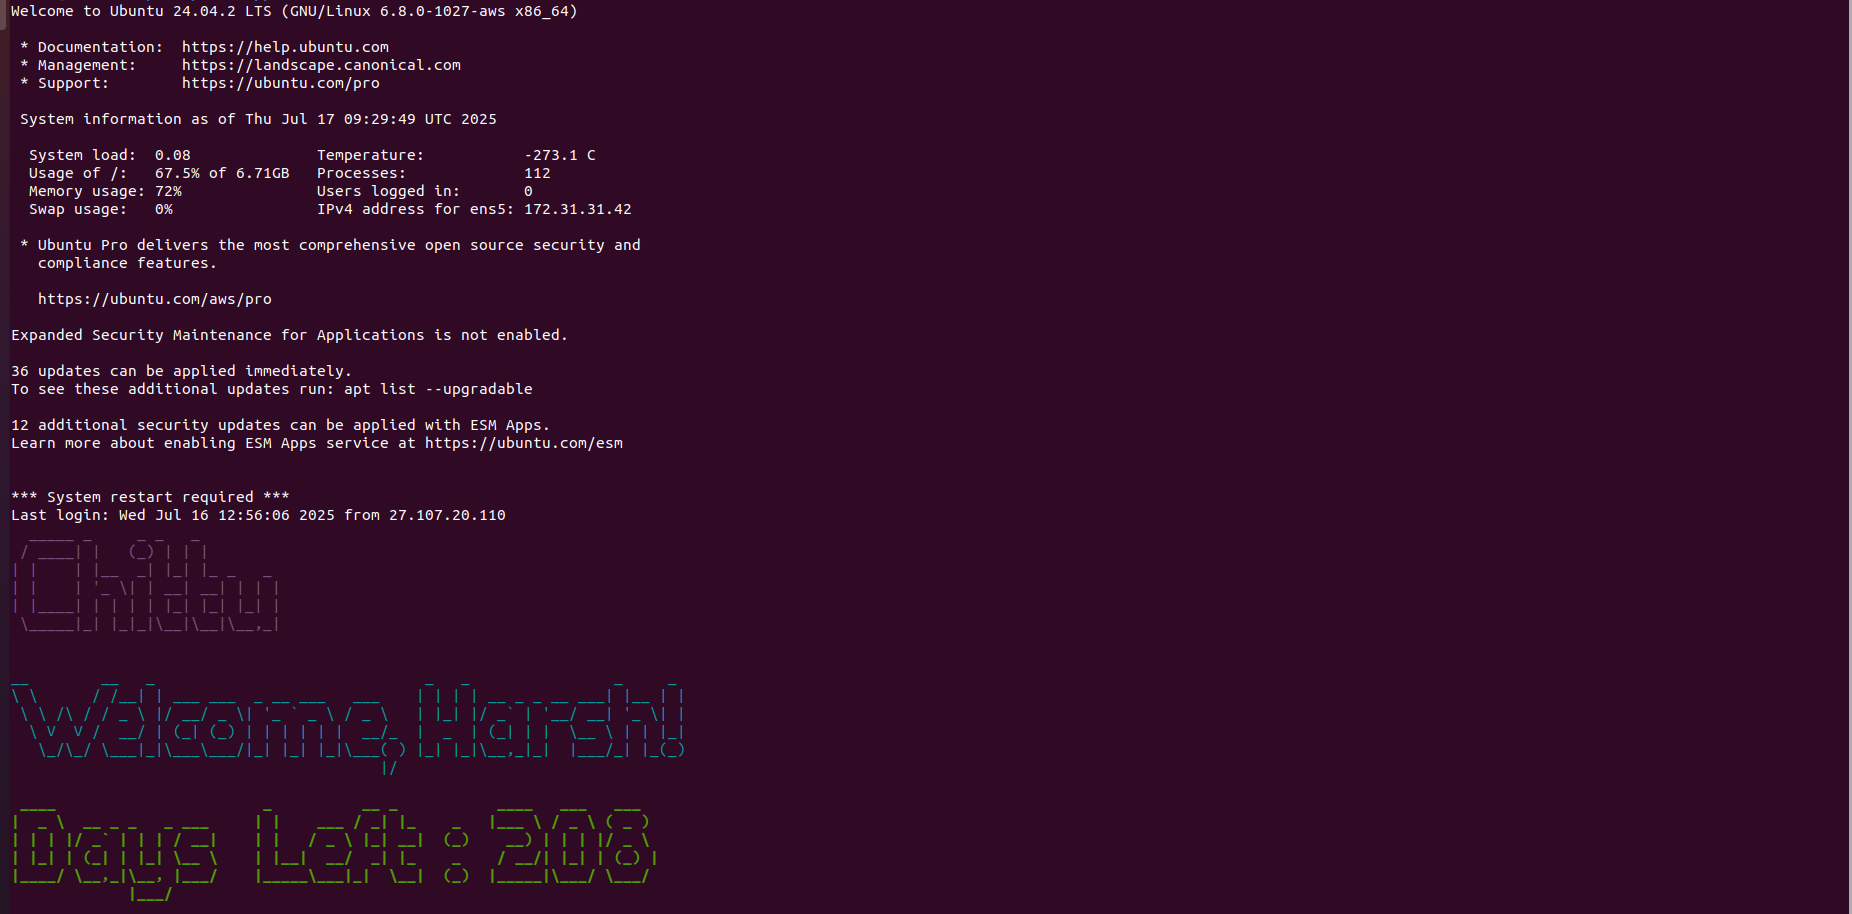 Welcome to Ubuntu 24.04.2 LTS (GNU/Linux 6.8.0-1027-aws x86_64)
* Documentation:  https://help.ubuntu.com
* Management:     https://landscape.canonical.com
* Support:        https://ubuntu.com/pro
System information as of Thu Jul 17 09:29:49 UTC 2025
System load:  0.08              Temperature:           -273.1 C
Usage of /:   67.5% of 6.71GB   Processes:             112
Memory usage: 72%               Users logged in:       0
Swap usage:   0%                IPv4 address for ens5: 172.31.31.42
* Ubuntu Pro delivers the most comprehensive open source security and
compliance features.
https://ubuntu.com/aws/pro
Expanded Security Maintenance for Applications is not enabled.
36 updates can be applied immediately.
To see these additional updates run: apt list --upgradable
12 additional security updates can be applied with ESM Apps.
Learn more about enabling ESM Apps service at https://ubuntu.com/esm
*** System restart required ***
Last login: Wed Jul 16 12:56:06 2025 from 27.107.20.110
Chittu
Welcome, Harsh!
Days Left : 208